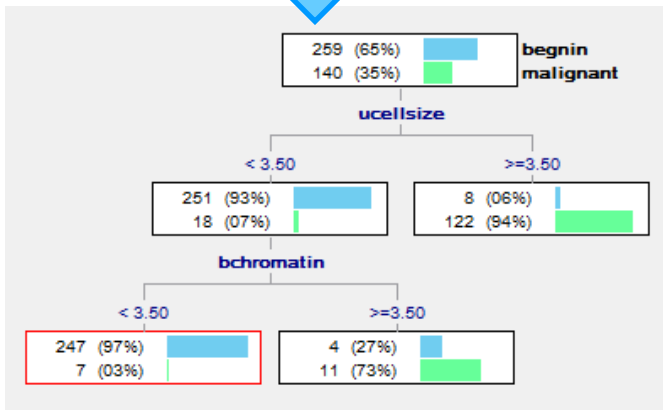 259 (65%) begnin
140 (35%) malignant
ucellsize
< 3.50 >=3.50
251 (93%) 8 (06%)
18 (07%) 122 (94%)
bchromatin
< 3.50 >=3.50
247 (97%) 4 (27%)
7 (03%) 11 (73%)